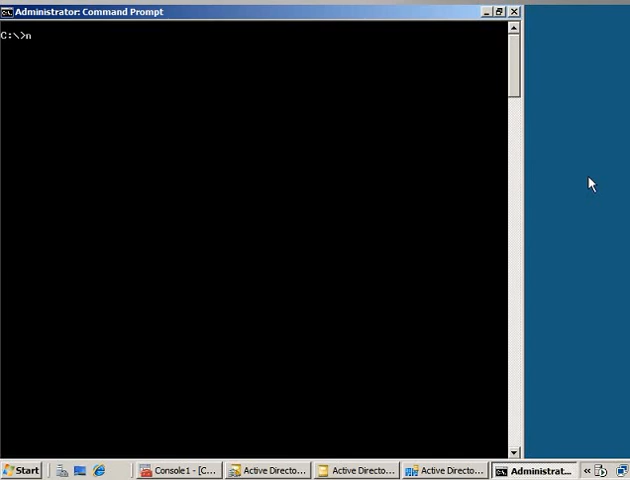 Administrator: Command Prompt
C:\>n
Start
Console1 - [C...
Active Directo...
Active Directo...
Active Directo...
Administrat...